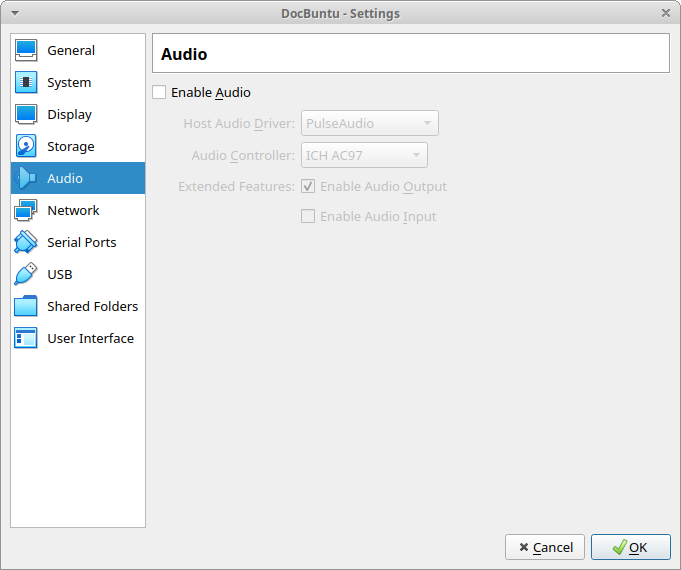 DocBuntu - Settings
General
System
Display
Storage
Audio
Network
Serial Ports
USB
Shared Folders
User Interface
Audio
Enable Audio
Host Audio Driver: PulseAudio
Audio Controller: ICH AC97
Extended Features: Enable Audio Output
Enable Audio Input
Cancel OK